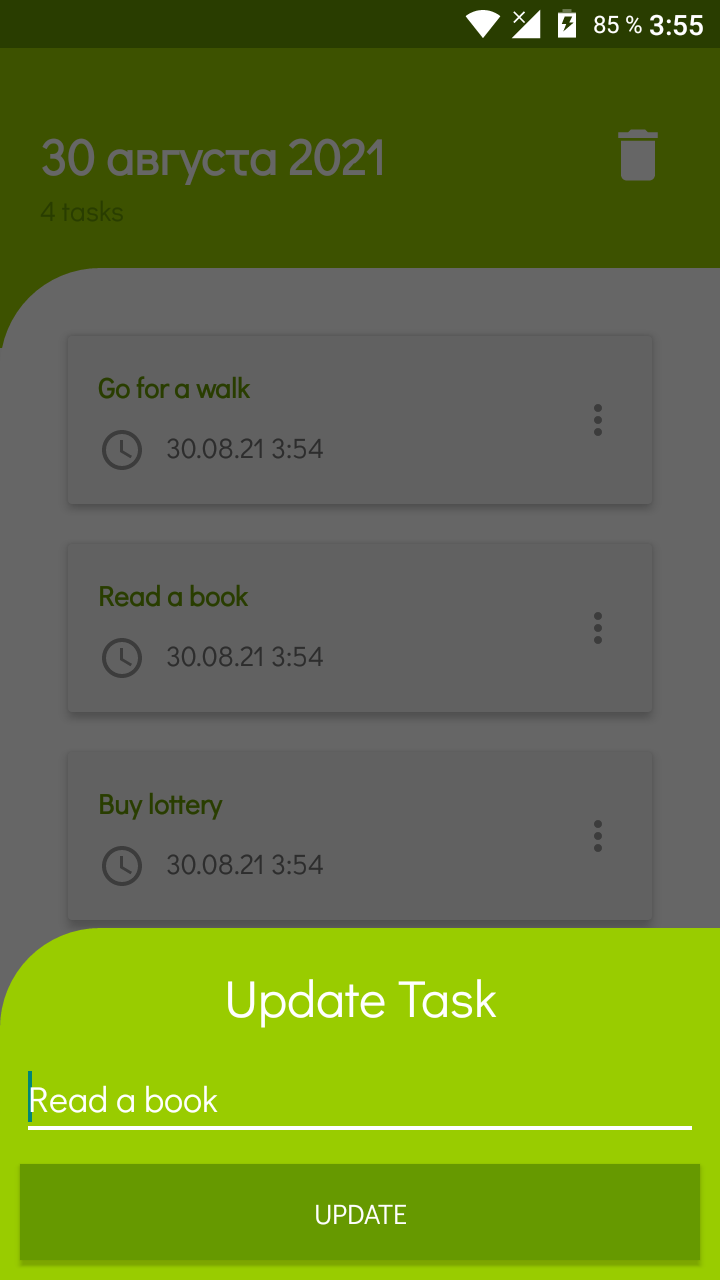 85 % 3:55
30 августа 2021
4 tasks
Go for a walk
30.08.21 3:54
Read a book
30.08.21 3:54
Buy lottery
30.08.21 3:54
Update Task
Read a book
UPDATE